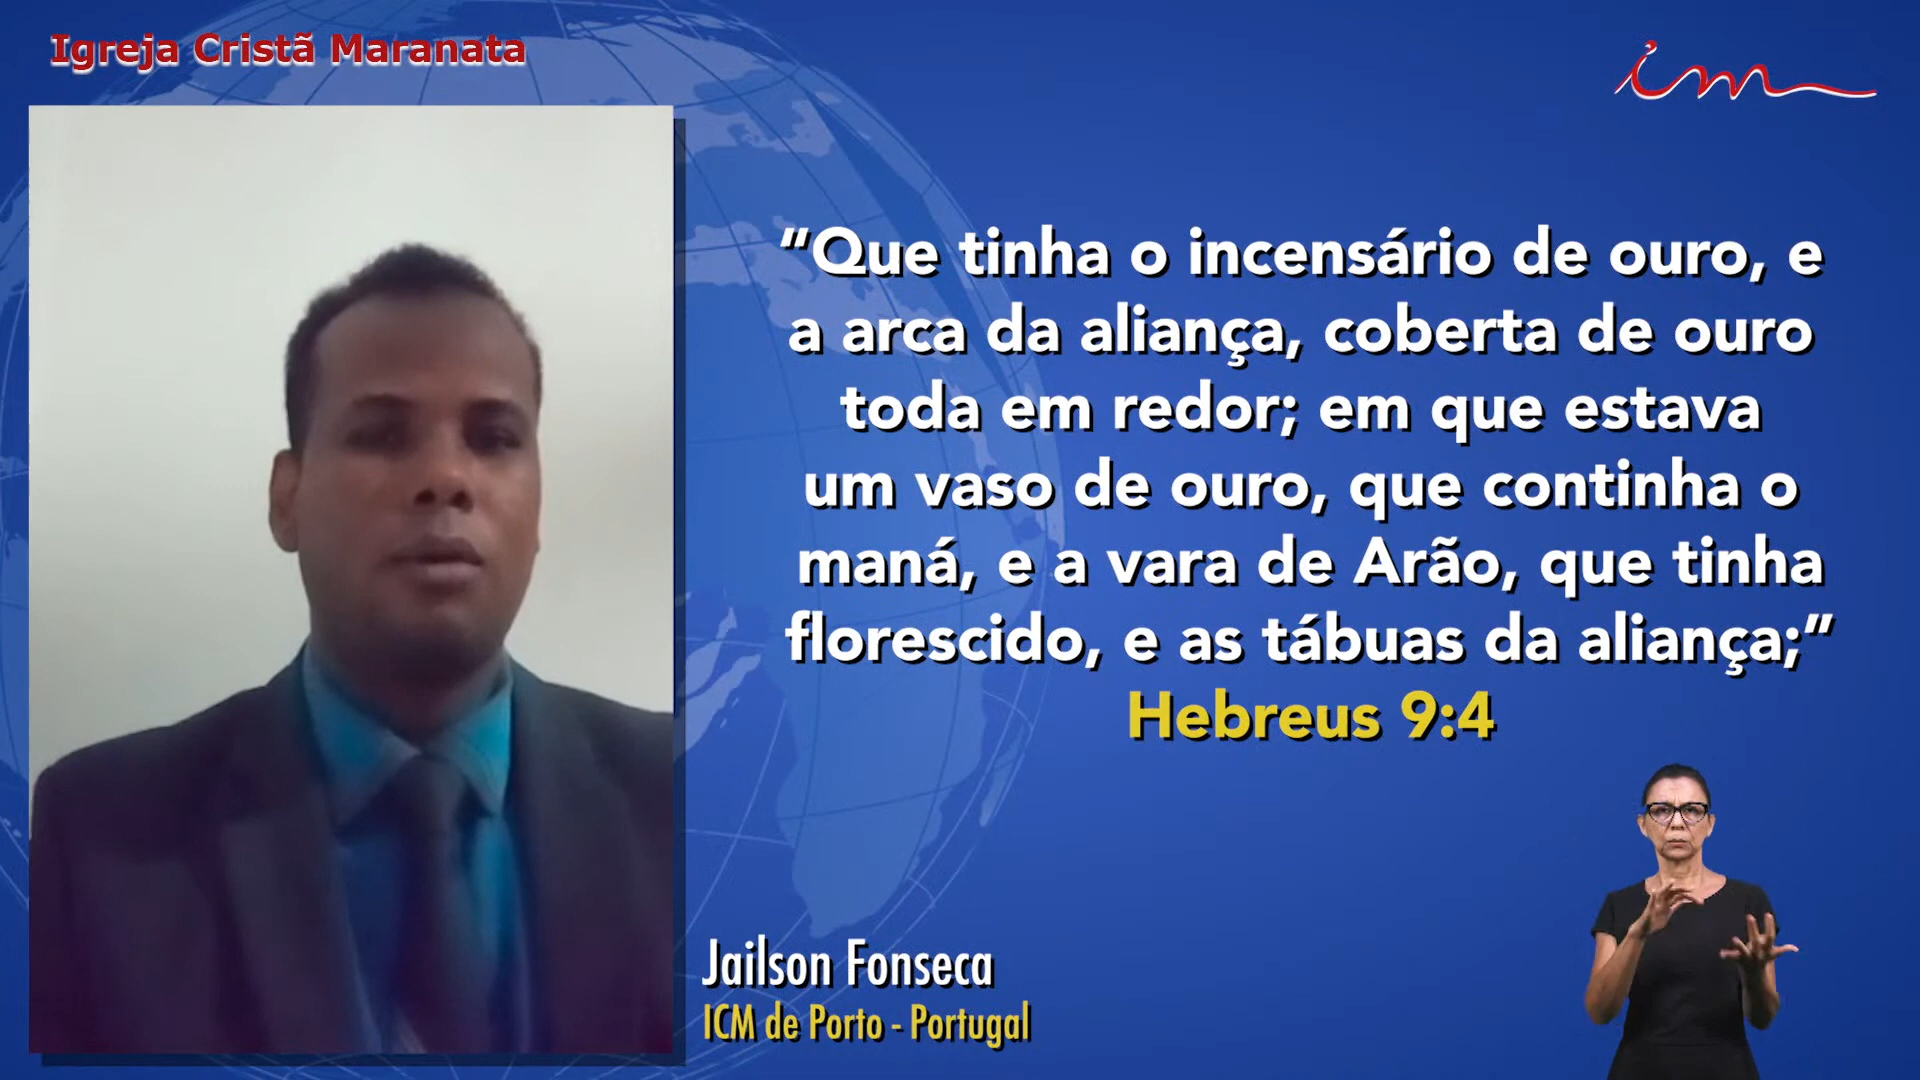 Igreja Cristã Maranata
im
“Que tinha o incensário de ouro, e
a arca da aliança, coberta de ouro
toda em redor; em que estava
um vaso de ouro, que continha o
maná, e a vara de Arão, que tinha
florescido, e as tábuas da aliança;”
Hebreus 9:4
Jailson Fonseca
ICM de Porto - Portugal